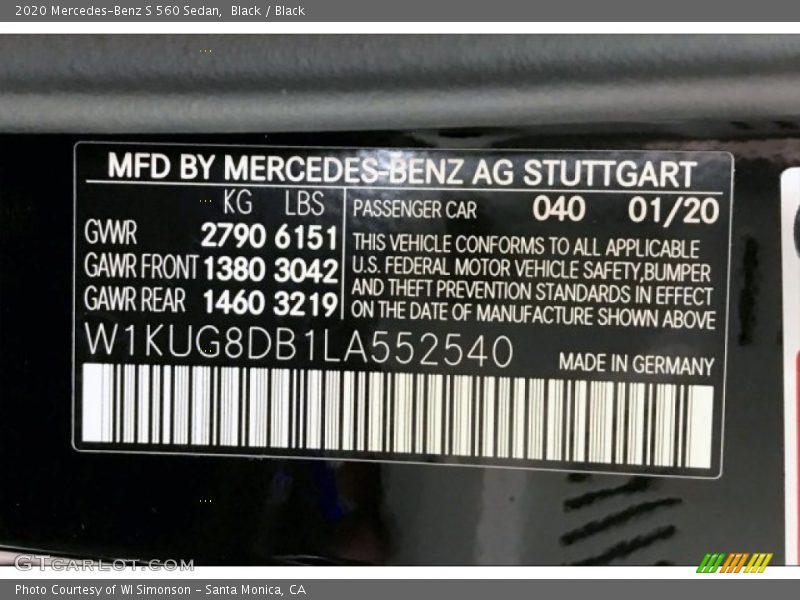 2020 Mercedes-Benz S 560 Sedan, Black / Black
MFD BY MERCEDES-BENZ AG STUTTGART
KG LBS
GWR 2790 6151
GAWR FRONT 1380 3042
GAWR REAR 1460 3219
PASSENGER CAR 040 01/20
THIS VEHICLE CONFORMS TO ALL APPLICABLE
U.S. FEDERAL MOTOR VEHICLE SAFETY,BUMPER
AND THEFT PREVENTION STANDARDS IN EFFECT
ON THE DATE OF MANUFACTURE SHOWN ABOVE
W1KUG8DB1LA552540
MADE IN GERMANY
GTCARLOT.COM
Photo Courtesy of WI Simonson - Santa Monica, CA